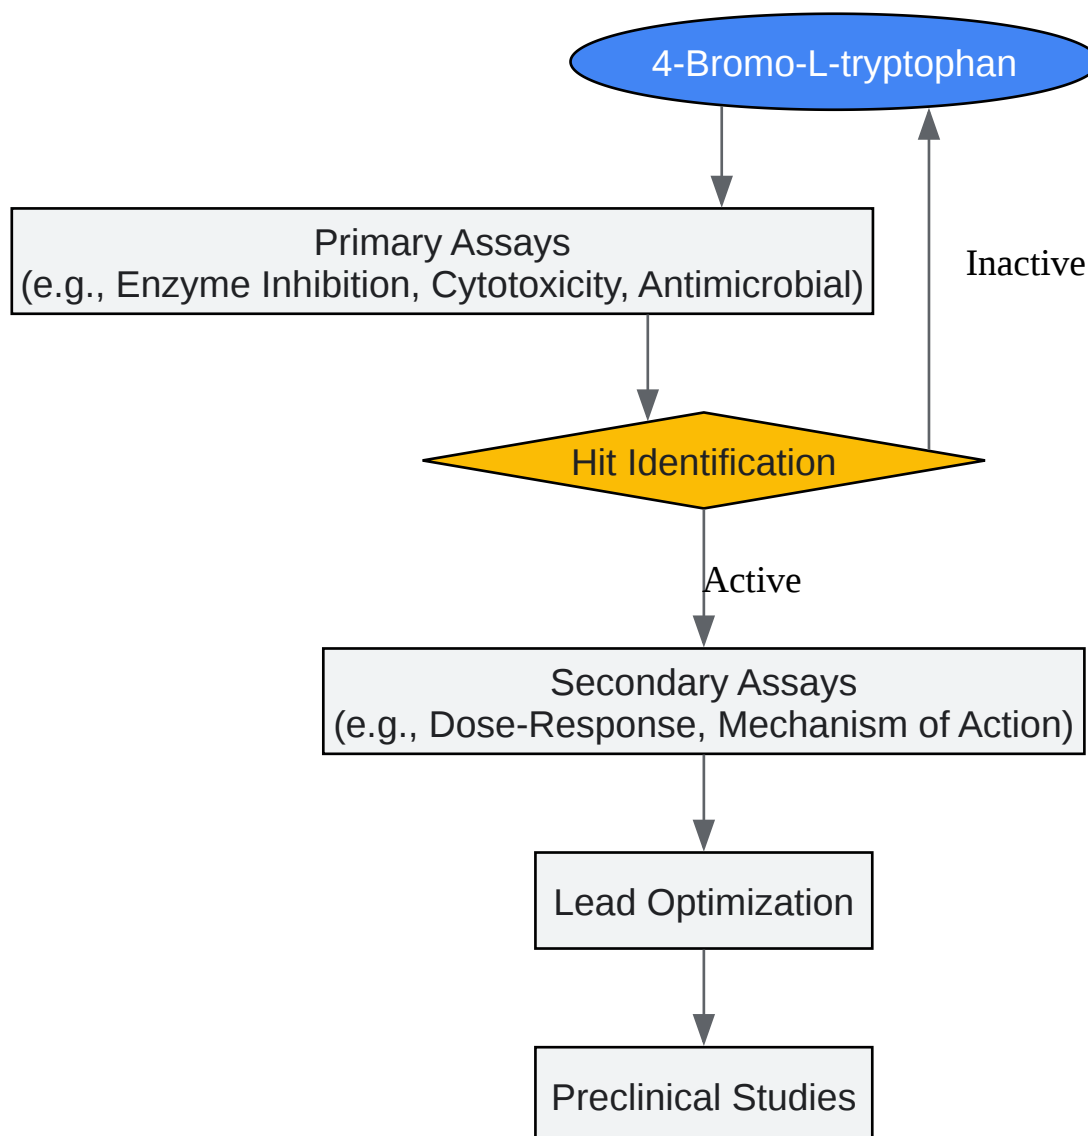 4-Bromo-L-tryptophan
Primary Assays
(e.g., Enzyme Inhibition, Cytotoxicity, Antimicrobial)
Inactive
Hit Identification
Active
Secondary Assays
(e.g., Dose-Response, Mechanism of Action)
Lead Optimization
Preclinical Studies